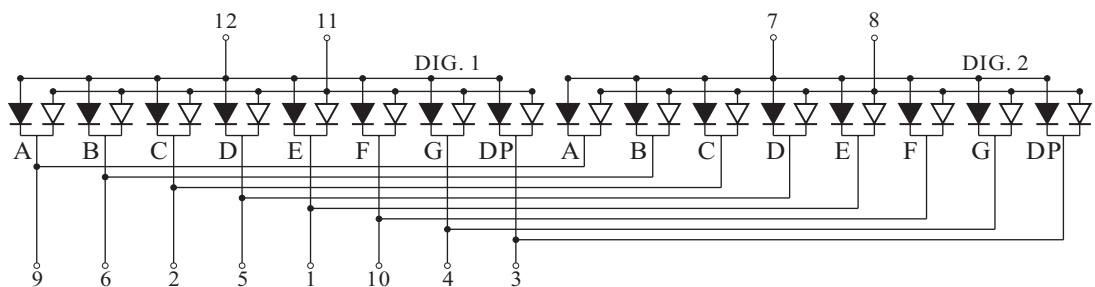 12 11 7 8
DIG. 1 DIG. 2
A B C D E F G DP A B C D E F G DP
9 6 2 5 1 10 4 3